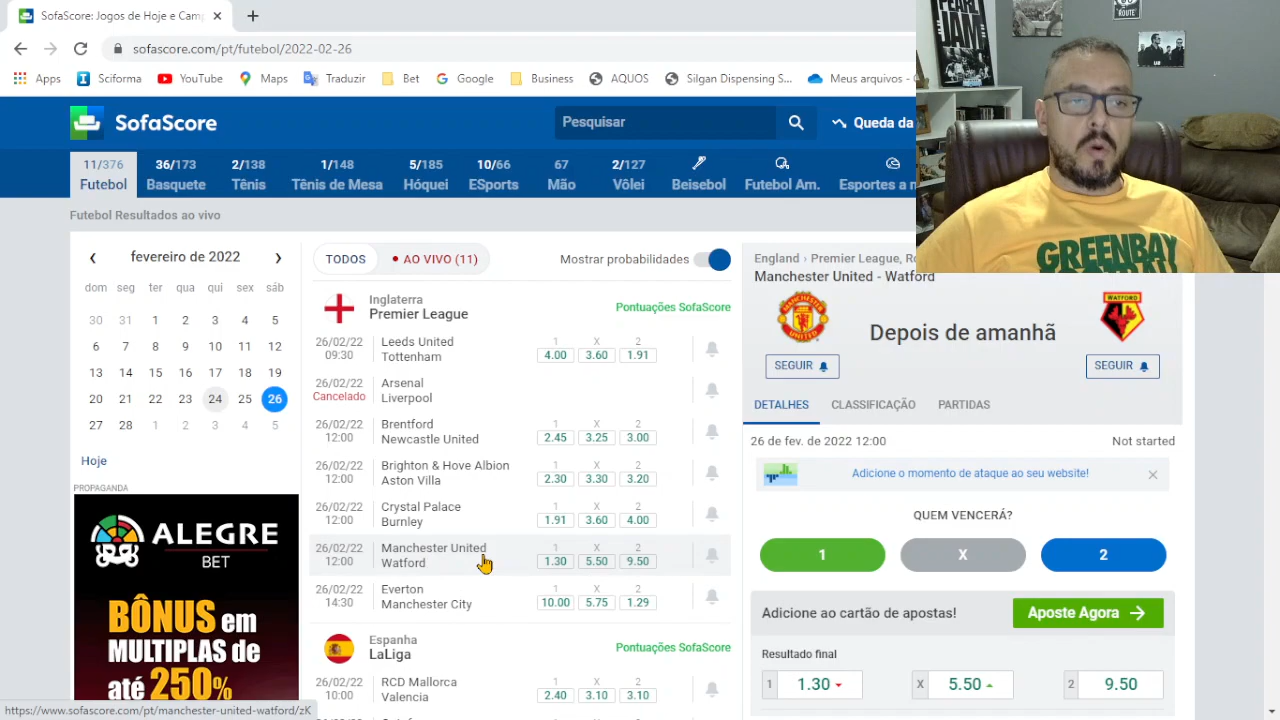 SofaScore: Jogos de Hoje e Camp
sofascore.com/pt/futebol/2022-02-26
Apps Sciforma YouTube Maps Traduzir Bet Google Business AQUOS Silgan Dispensing S... Meus arquivos -
SofaScore Pesquisar Queda da
11/376 36/173 2/138 1/148 5/185 10/66 67 2/127
Futebol Basquete Tênis Tênis de Mesa Hóquei ESports Mão Vôlei Beisebol Futebol Am. Esportes a
Futebol Resultados ao vivo
fevereiro de 2022
dom seg ter qua qui sex sáb
30 31 1 2 3 4 5
6 7 8 9 10 11 12
13 14 15 16 17 18 19
20 21 22 23 24 25 26
27 28 1 2 3 4 5
Hoje
PROPAGANDA
ALEGRE
BET
BÔNUS em
MULTIPLAS de
até 250%
TODOS AO VIVO (11) Mostrar probabilidades
Inglaterra
Premier League Pontuações SofaScore
26/02/22 Leeds United 1 X 2
09:30 Tottenham 4.00 3.60 1.91
26/02/22 Arsenal
Cancelado Liverpool
26/02/22 Brentford 1 X 2
12:00 Newcastle United 2.45 3.25 3.00
26/02/22 Brighton & Hove Albion 1 X 2
12:00 Aston Villa 2.30 3.30 3.20
26/02/22 Crystal Palace 1 X 2
12:00 Burnley 1.91 3.60 4.00
26/02/22 Manchester United 1 X 2
12:00 Watford 1.30 5.50 9.50
26/02/22 Everton 1 X 2
14:30 Manchester City 10.00 5.75 1.29
Espanha
LaLiga Pontuações SofaScore
26/02/22 RCD Mallorca 1 X 2
10:00 Valencia 2.40 3.10 3.10
England Premier League,
Manchester United - Watford
MANCHESTER
UNITED
WATFORD
Depois de amanhã
SEGUIR SEGUIR
DETALHES CLASSIFICAÇÃO PARTIDAS
26 de fev. de 2022 12:00 Not started
Adicione o momento de ataque ao seu website!
QUEM VENCERÁ?
1 X 2
Adicione ao cartão de apostas! Aposte Agora
Resultado final
1 1.30 X 5.50 2 9.50
https://www.sofascore.com/pt/manchester-united-watford/zK
PEARL
JAM
ROUTE
GREENBAY